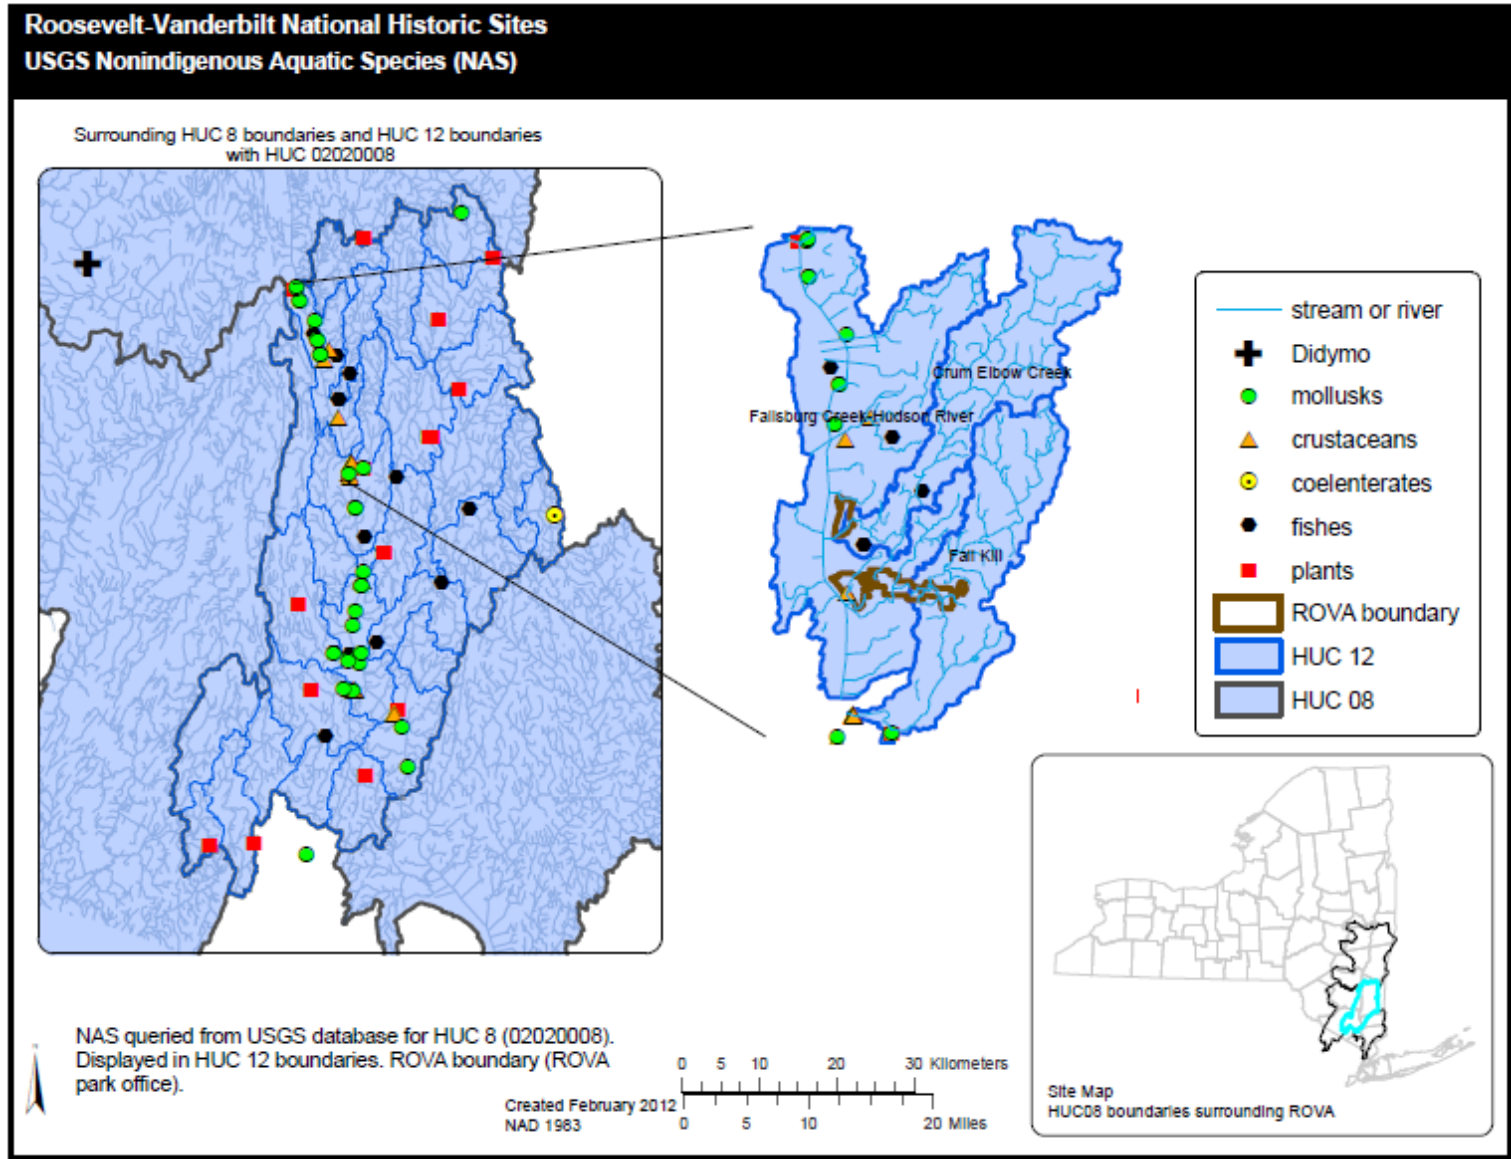 Roosevelt-Vanderbilt National Historic Sites
USGS Nonindigenous Aquatic Species (NAS)
Surrounding HUC 8 boundaries and HUC 12 boundaries
with HUC 02020008
Crum Elbow Creek
Fallsburg Creek-Hudson River
Fall Kill
stream or river
Didymo
mollusks
crustaceans
coelenterates
fishes
plants
ROVA boundary
HUC 12
HUC 08
NAS queried from USGS database for HUC 8 (02020008).
Displayed in HUC 12 boundaries. ROVA boundary (ROVA
park office).
Created February 2012
NAD 1983
0 5 10 20 30 Kilometers
0 5 10 20 Miles
Site Map
HUC08 boundaries surrounding ROVA